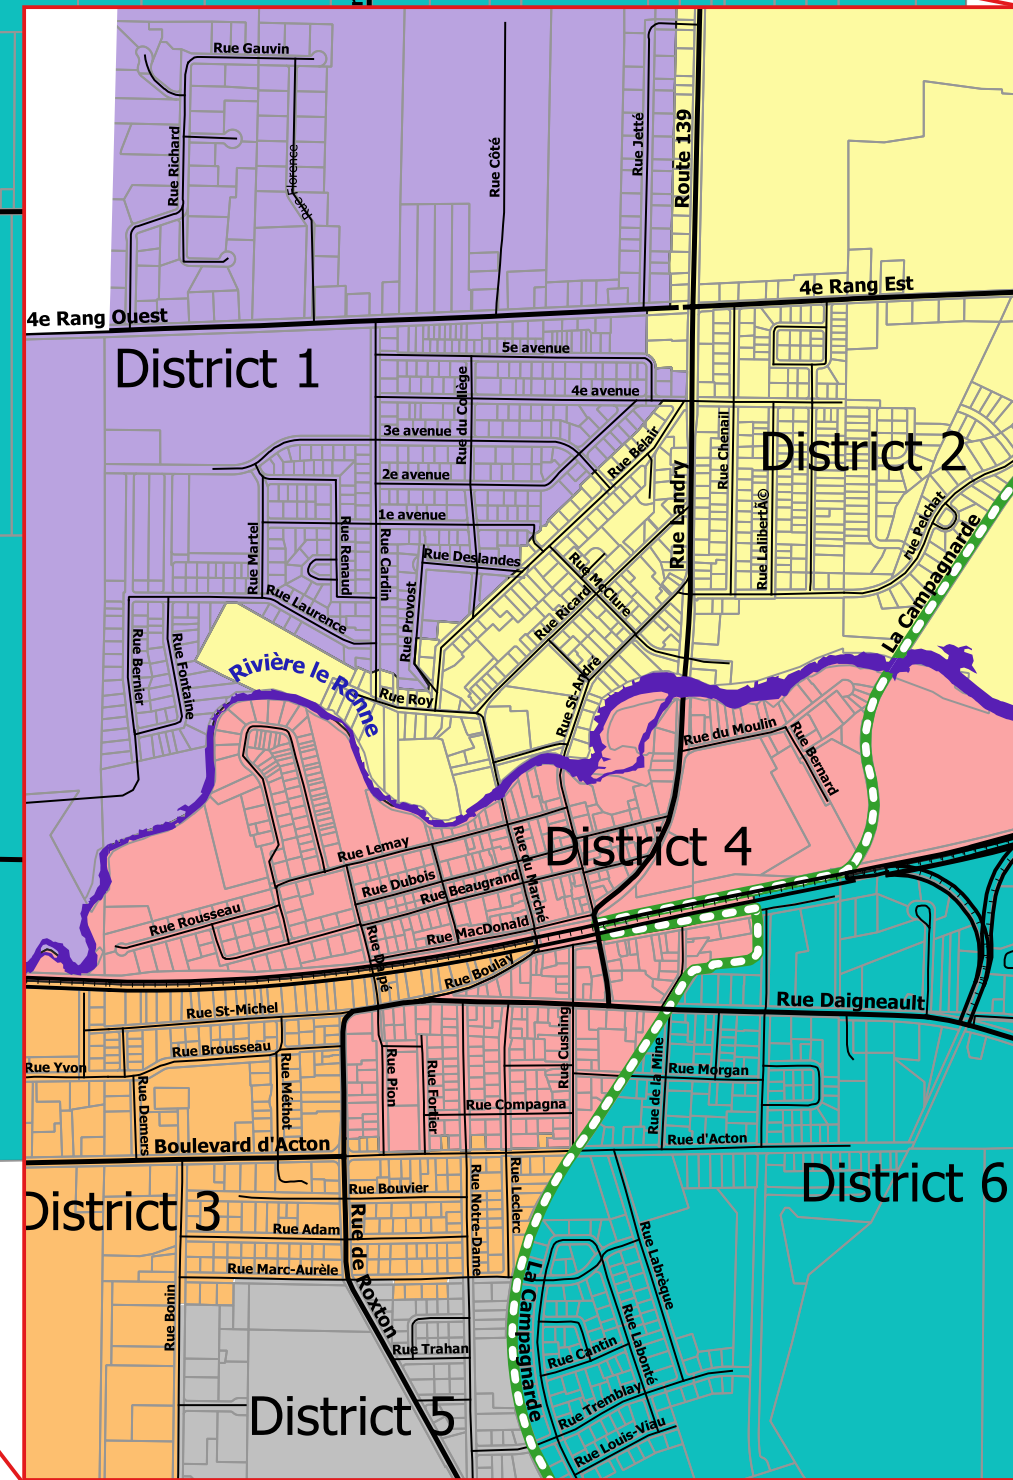 Rue Gauvin
Rue Richard
Rue Florence
Rue Côté
Rue Jetté
Route 139
4e Rang Est
4e Rang Ouest
District 1
5e avenue
4e avenue
Rue du Collège
3e avenue
2e avenue
1e avenue
Rue Bélair
Rue Chenail
District 2
Rue Landry
Rue LalibertÃ©
rue Pelchat
La Campagnarde
Rue Martel
Rue Renaud
Rue Cardin
Rue Deslandes
Rue Provost
Rue McClure
Rue Ricard
Rue Laurence
Rue Bernier
Rue Fontaine
Rivière le Renne
Rue Roy
Rue St-André
Rue du Moulin
Rue Bernard
District 4
Rue Lemay
Rue Dubois
Rue Beaugrand
Rue du Marché
Rue Rousseau
Rue MacDonald
Rue Dalpé
Rue Boulay
Rue Daigneault
Rue St-Michel
Rue Brousseau
Rue Yvon
Rue Demers
Rue Méthot
Rue Pion
Rue Fortier
Rue Cushing
Rue Compagna
Rue de la Mine
Rue Morgan
Rue d'Acton
Boulevard d'Acton
District 3
District 6
Rue Bouvier
Rue Notre-Dame
Rue Leclerc
Rue Adam
Rue Marc-Aurèle
Rue de Roxton
Rue Bonin
Rue Trahan
La Campagnarde
Rue Labrèque
Rue Labonté
Rue Cantin
Rue Tremblay
Rue Louis-Viau
District 5